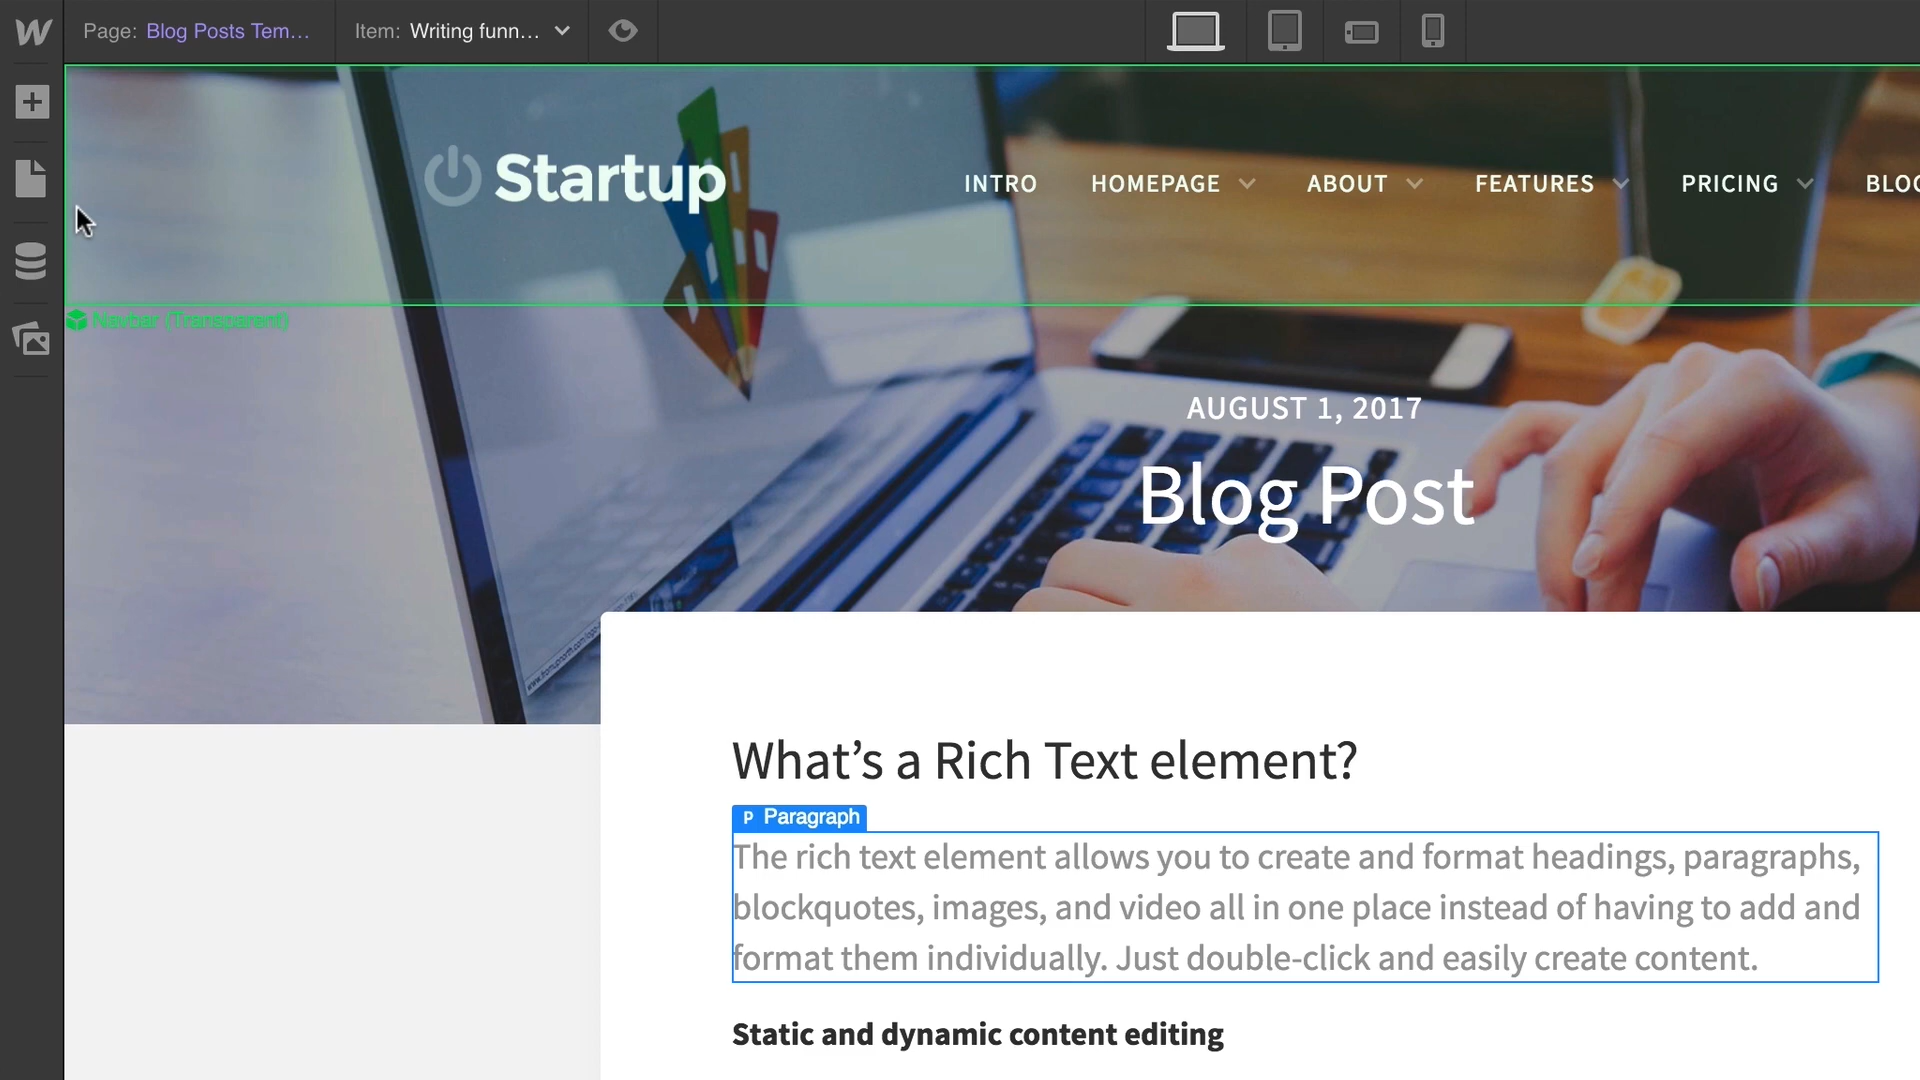 Page: Blog Posts Tem... Item: Writing funn...
Startup
INTRO HOMEPAGE ABOUT FEATURES PRICING BLOG
Navbar (Transparent)
AUGUST 1, 2017
Blog Post
What’s a Rich Text element?
P Paragraph
The rich text element allows you to create and format headings, paragraphs,
blockquotes, images, and video all in one place instead of having to add and
format them individually. Just double-click and easily create content.
Static and dynamic content editing